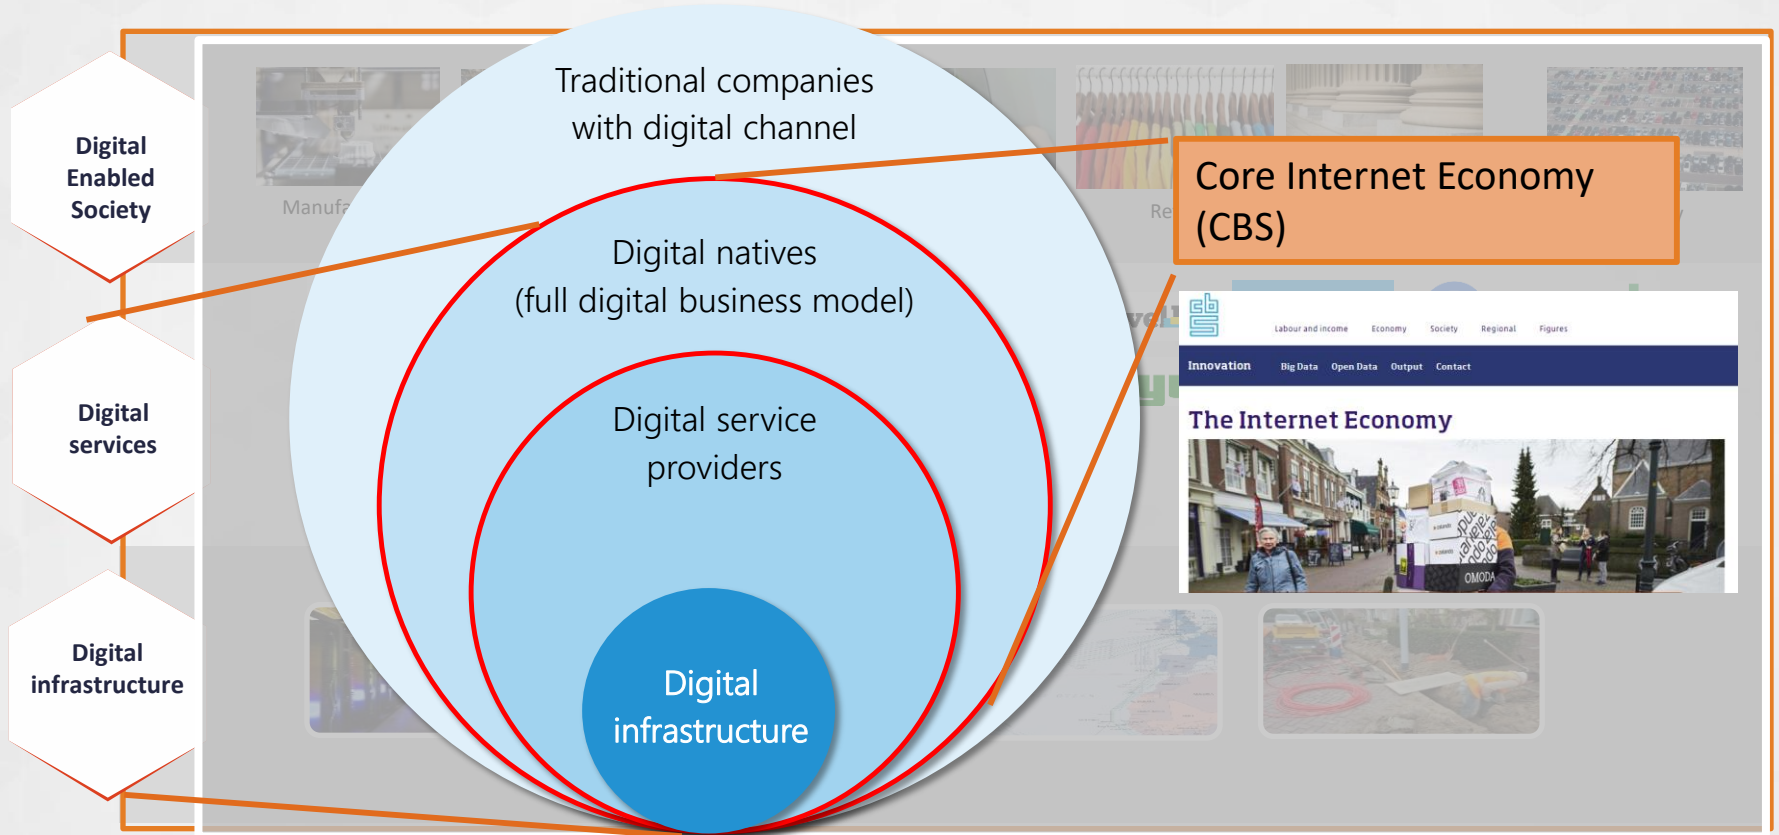 Traditional companies
with digital channel
Digital
Enabled
Society
Core Internet Economy
(CBS)
Digital natives
(full digital business model)
cbs
Labour and income Economy Society Regional Figures
Innovation Big Data Open Data Output Contact
The Internet Economy
Digital
services
Digital service
providers
OMODA
Digital
infrastructure
Digital
infrastructure